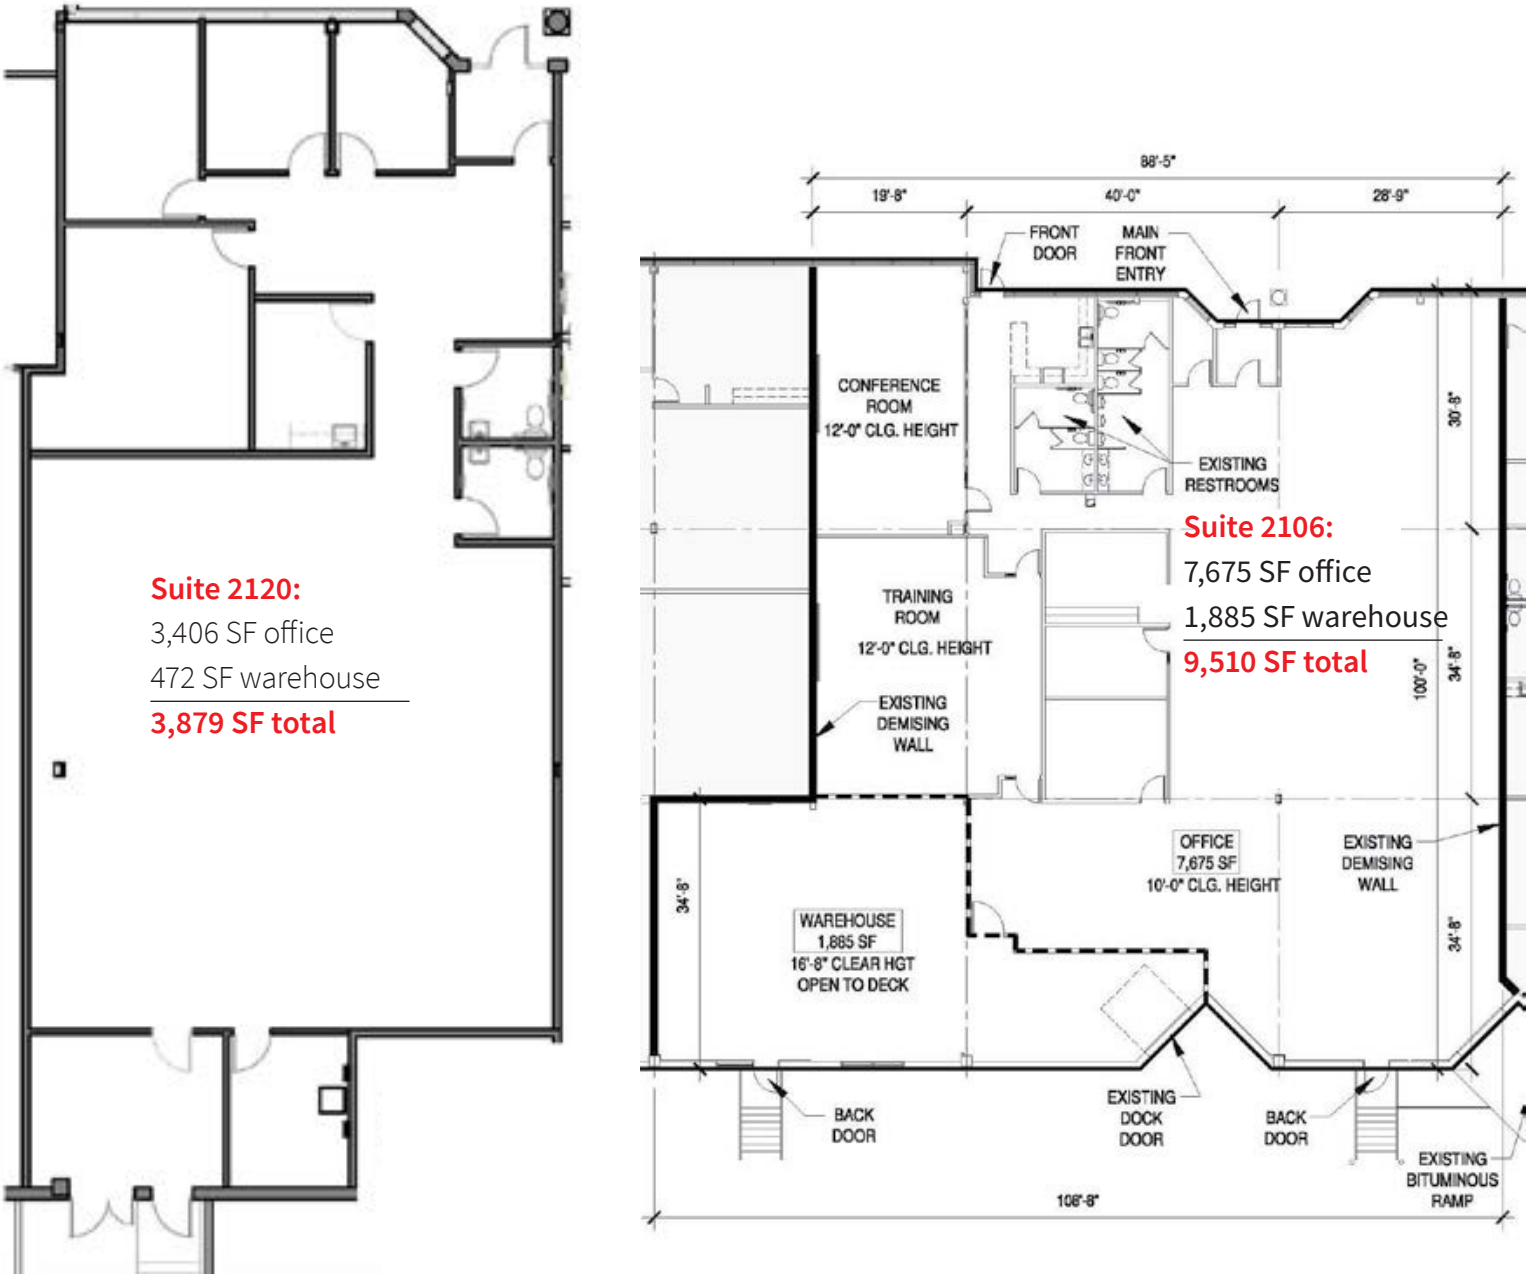 Suite 2120:
3,406 SF office
472 SF warehouse
3,879 SF total
88'-5"
19'-8"
40'-0"
28'-9"
FRONT
DOOR
MAIN
FRONT
ENTRY
CONFERENCE
ROOM
12'-0" CLG. HEIGHT
30'-8"
EXISTING
RESTROOMS
Suite 2106:
7,675 SF office
1,885 SF warehouse
9,510 SF total
TRAINING
ROOM
12'-0" CLG. HEIGHT
100'-0"
34'-8"
EXISTING
DEMISING
WALL
OFFICE
7,675 SF
10'-0" CLG. HEIGHT
EXISTING
DEMISING
WALL
34'-8"
WAREHOUSE
1,885 SF
16'-8" CLEAR HGT
OPEN TO DECK
34'-8"
BACK
DOOR
EXISTING
DOCK
DOOR
BACK
DOOR
EXISTING
BITUMINOUS
RAMP
108'-8"